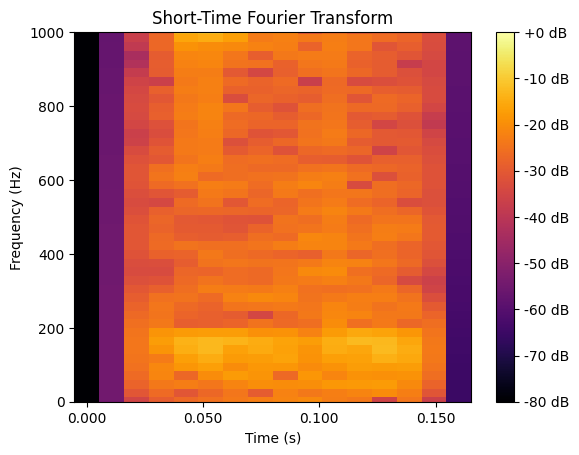 Short-Time Fourier Transform
1000
800
600
400
200
0
Frequency (Hz)
0.000
0.050
0.100
0.150
Time (s)
+0 dB
-10 dB
-20 dB
-30 dB
-40 dB
-50 dB
-60 dB
-70 dB
-80 dB